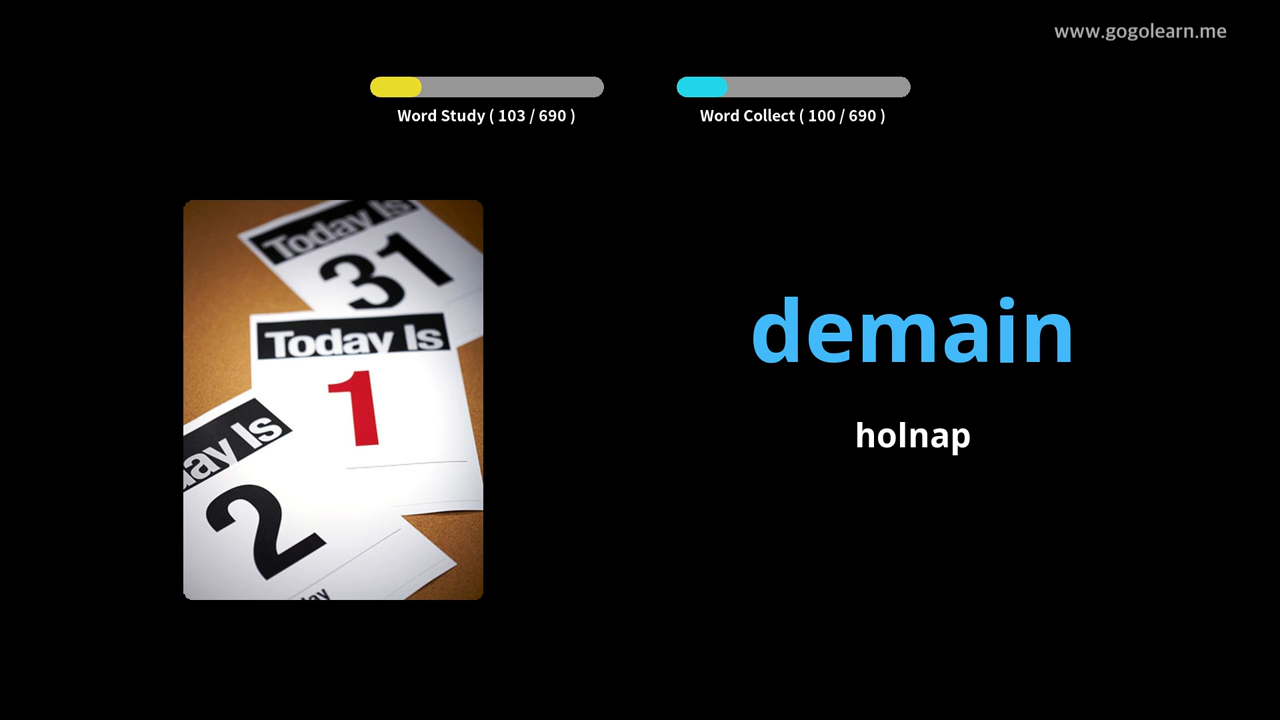 www.gogolearn.me
Word Study ( 103 / 690 )
Word Collect ( 100 / 690 )
Today Is
31
Today Is
1
day Is
2
demain
holnap